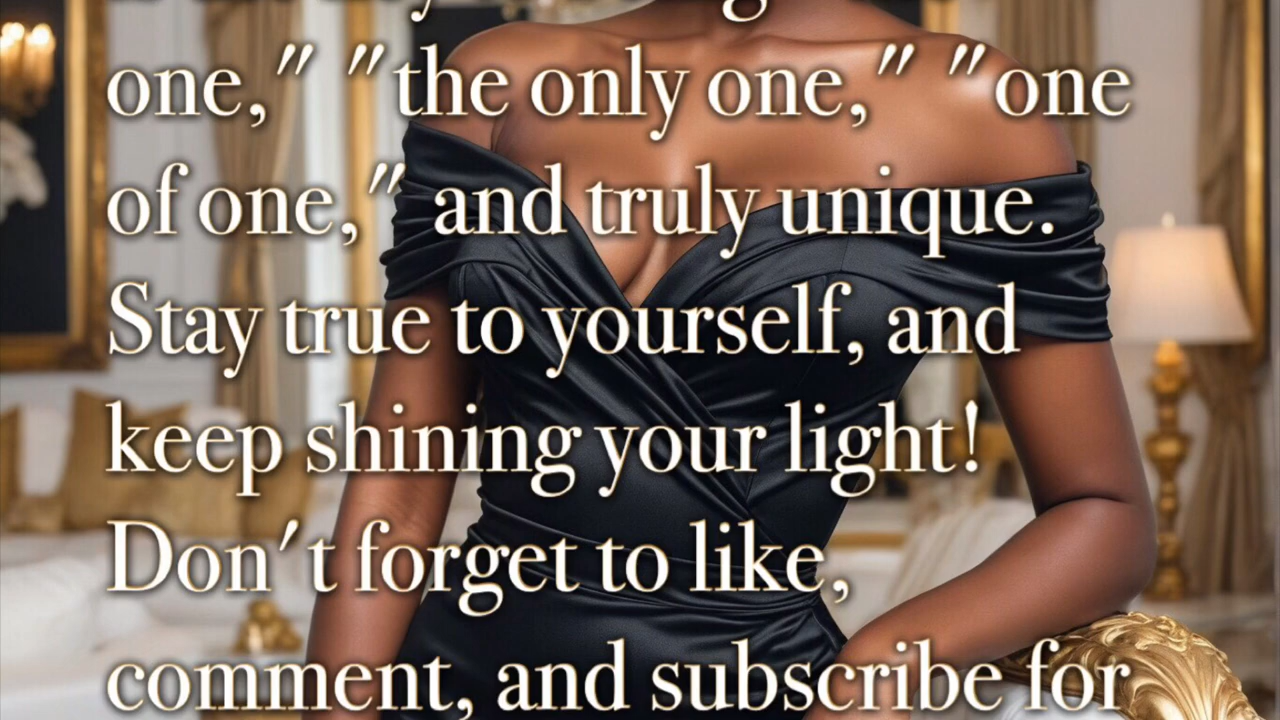 one," "the only one," "one
of one," and truly unique.
Stay true to yourself, and
keep shining your light!
Don't forget to like,
comment, and subscribe for